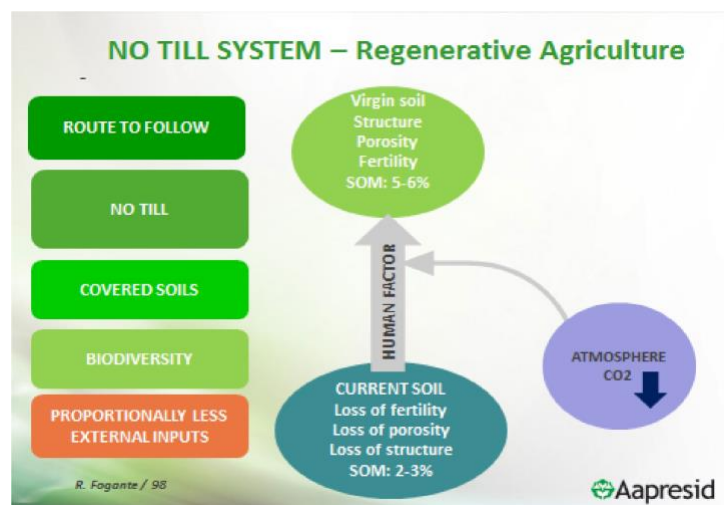 NO TILL SYSTEM – Regenerative Agriculture
-
ROUTE TO FOLLOW
NO TILL
COVERED SOILS
BIODIVERSITY
PROPORTIONALLY LESS
EXTERNAL INPUTS
Virgin soil
Structure
Porosity
Fertility
SOM: 5-6%
HUMAN FACTOR
CURRENT SOIL
Loss of fertility
Loss of porosity
Loss of structure
SOM: 2-3%
ATMOSPHERE
CO2
R. Fogante / 98
Aapresid